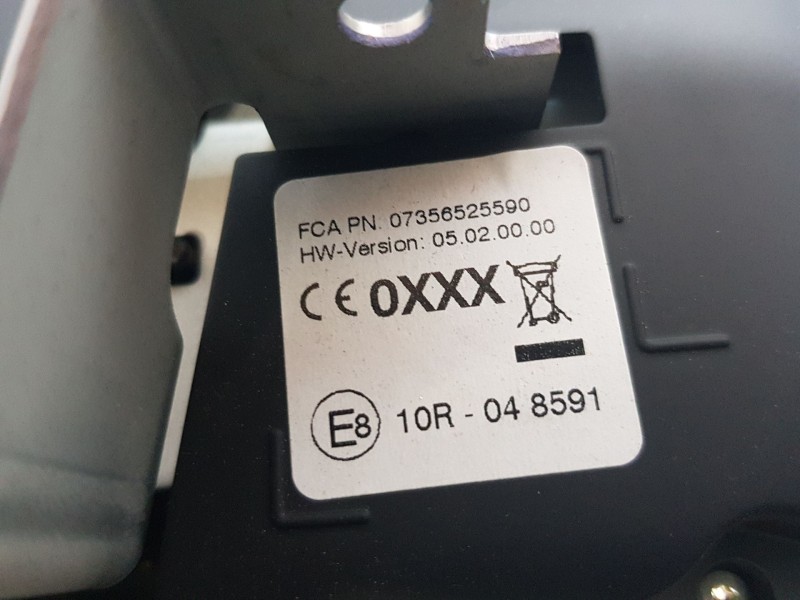 FCA PN. 07356525590
HW-Version: 05.02.00.00
CE 0XXX
E8 10R - 04 8591